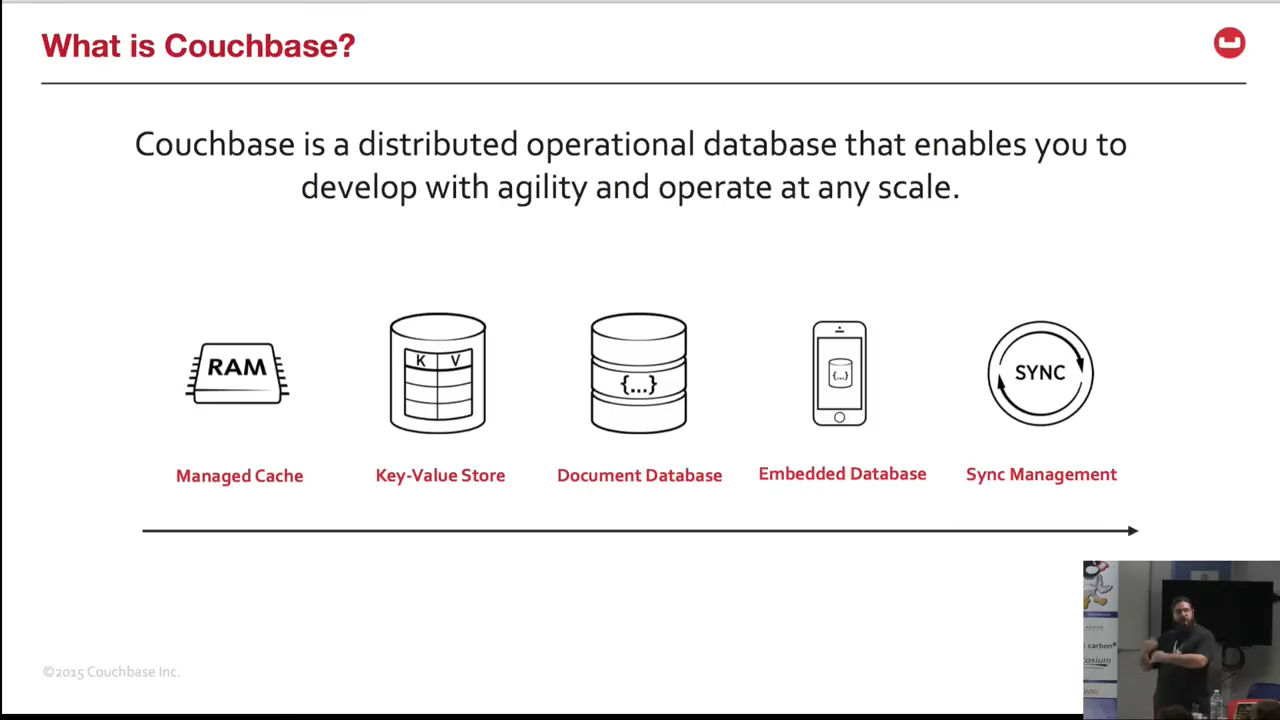 What is Couchbase?
Couchbase is a distributed operational database that enables you to
develop with agility and operate at any scale.
RAM
K V
{...}
{...}
SYNC
Managed Cache
Key-Value Store
Document Database
Embedded Database
Sync Management
carbon
©2015 Couchbase Inc.